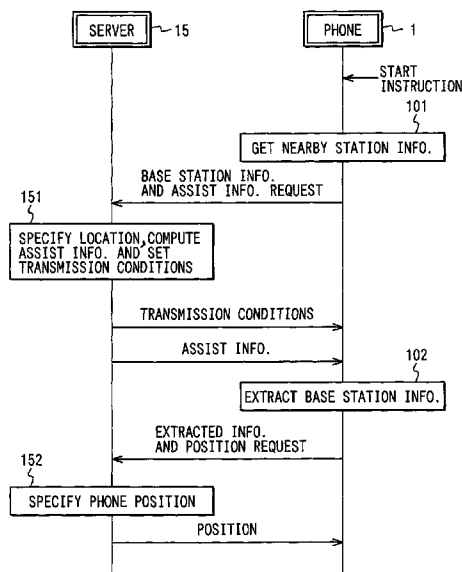 SERVER
15
PHONE
1
START
INSTRUCTION
101
GET NEARBY STATION INFO.
BASE STATION INFO.
AND ASSIST INFO. REQUEST
151
SPECIFY LOCATION,COMPUTE
ASSIST INFO. AND SET
TRANSMISSION CONDITIONS
TRANSMISSION CONDITIONS
ASSIST INFO.
102
EXTRACT BASE STATION INFO.
EXTRACTED INFO.
AND POSITION REQUEST
152
SPECIFY PHONE POSITION
POSITION